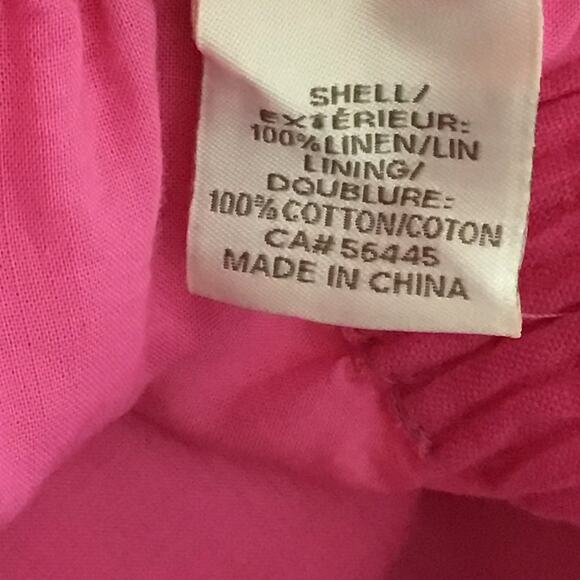 SHELL/
EXTÉRIEUR:
100% LINEN/LIN
LINING/
DOUBLURE:
100% COTTON/COTON
CA# 56445
MADE IN CHINA